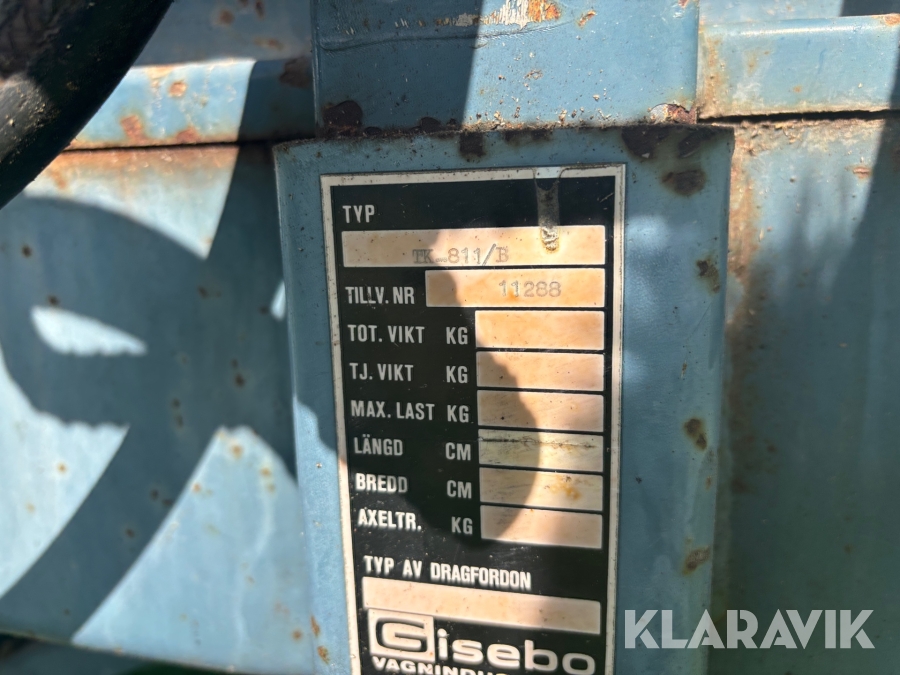 TYP
TK-811/B
TILLV. NR 11288
TOT. VIKT KG
TJ. VIKT KG
MAX. LAST KG
LÄNGD CM
BREDD CM
AXELTR. KG
TYP AV DRAGFORDON
Gisebo
KLARAVIK